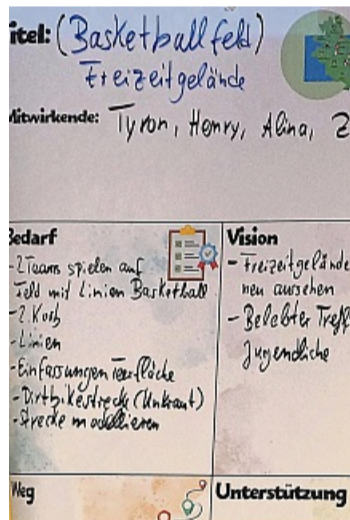 itel: (Basketballfeld)
Freizeitgelände
Mitwirkende: Tyron, Henry, Alina,
Bedarf
- 2 Teams spielen auf
Feld mit Linien Basketball
- 2 Korb
- Linien
- Einfassungen Teerfläche
- Dirtbikestrecke (Unkraut)
- Strecke modellieren
Vision
- Freizeitgelände
neu aussehen
- Belebter Treff
Jugendliche
Weg
Unterstützung